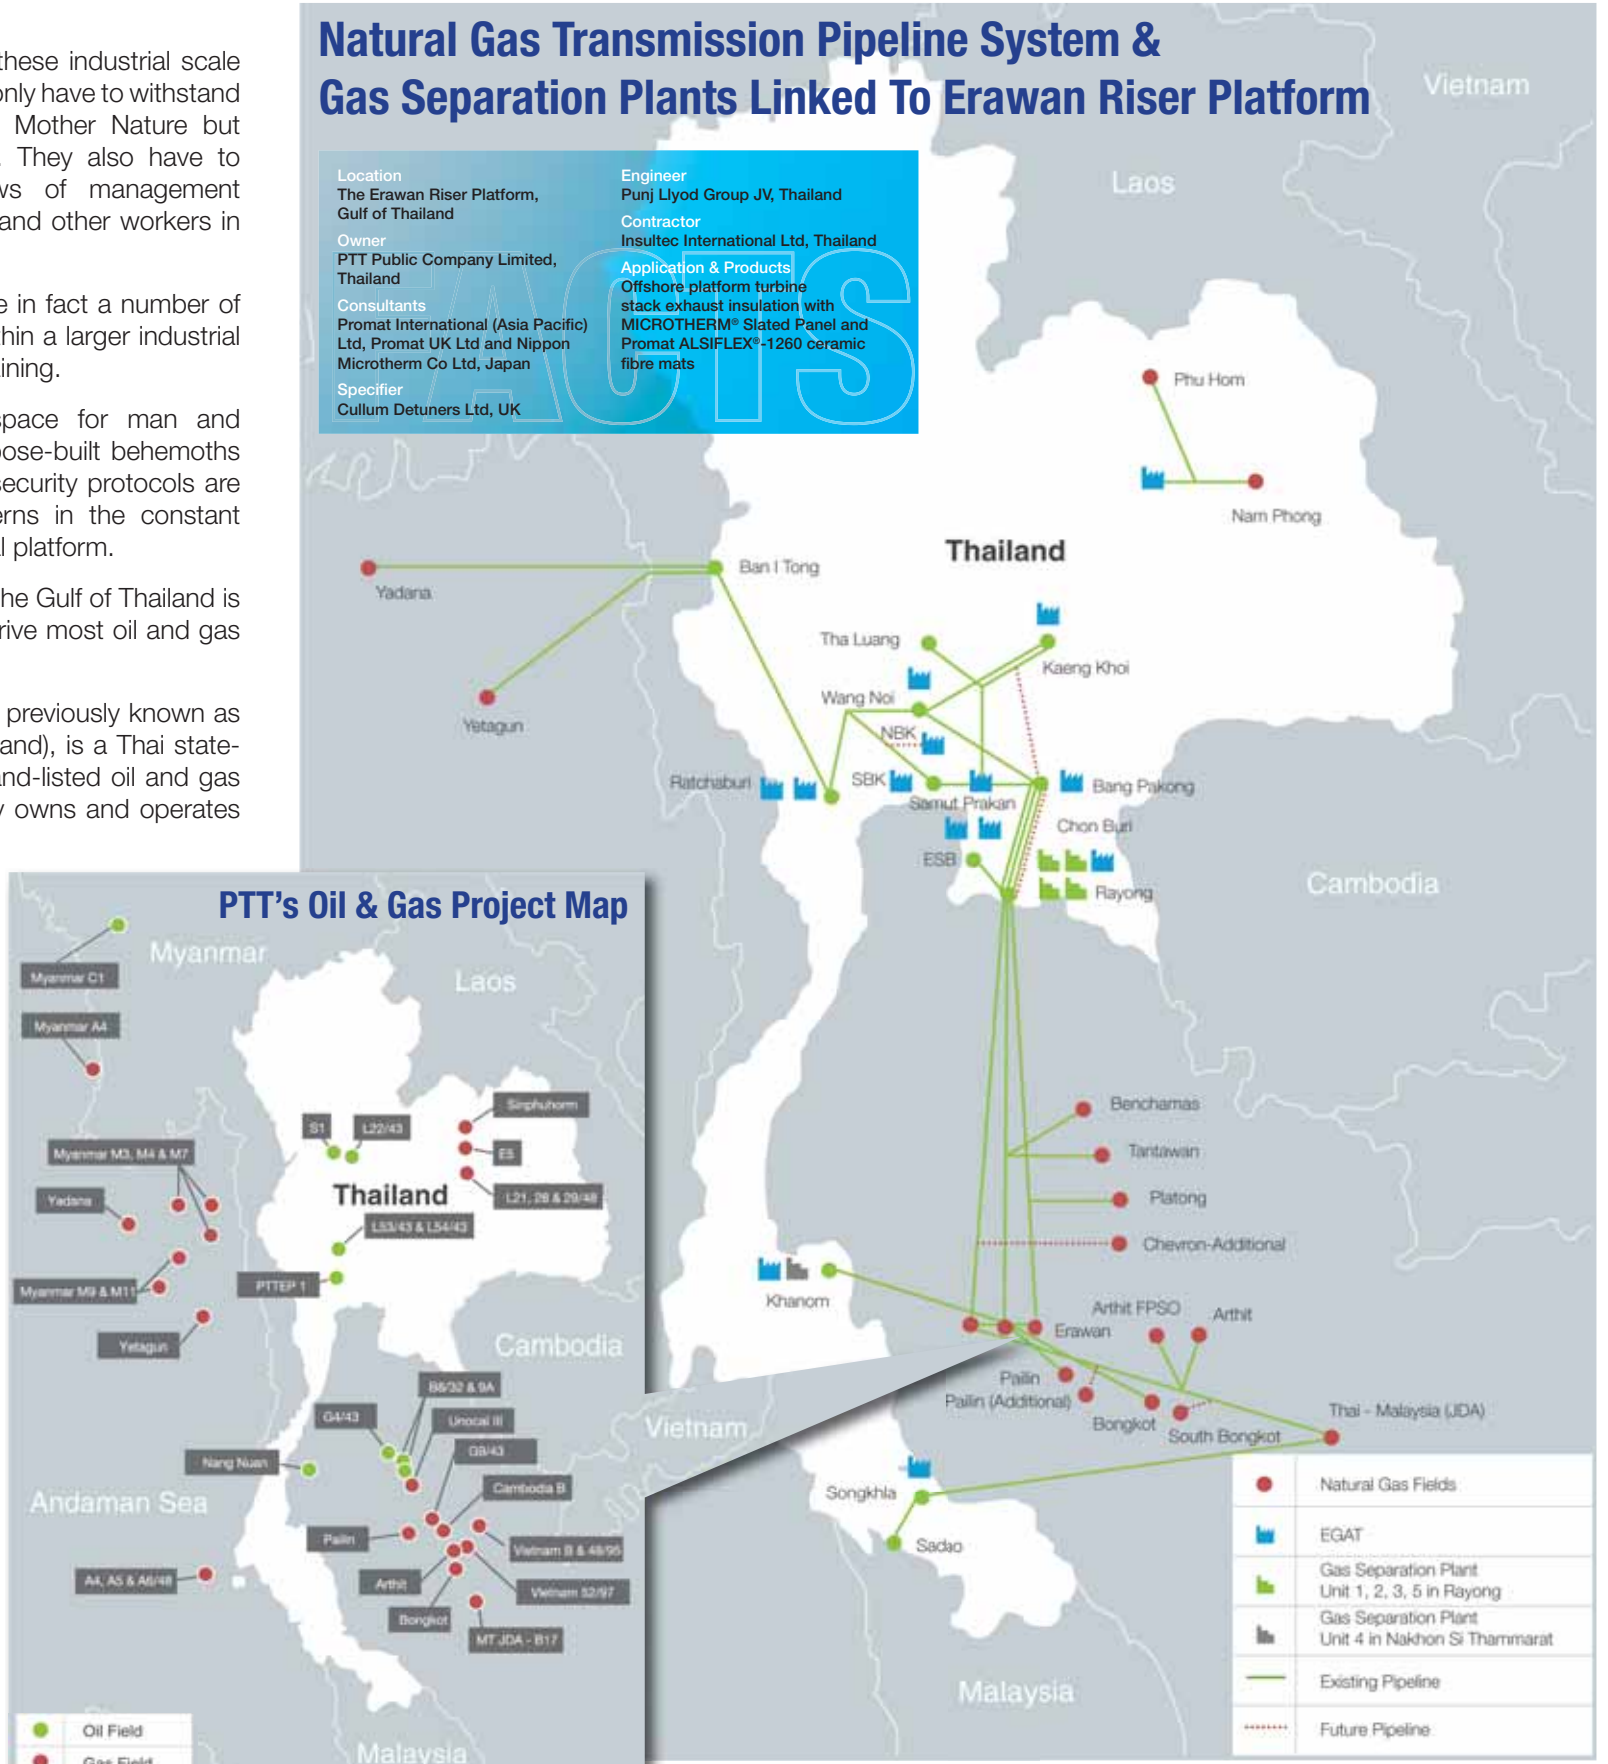 these industrial scale
only have to withstand
Mother Nature but
They also have to
ws of management
and other workers in
e in fact a number of
thin a larger industrial
ining.
space for man and
pose-built behemoths
security protocols are
erns in the constant
l platform.
the Gulf of Thailand is
rive most oil and gas
previously known as
and), is a Thai state-
and-listed oil and gas
y owns and operates
Natural Gas Transmission Pipeline System &
Gas Separation Plants Linked To Erawan Riser Platform
FACTS
Location
The Erawan Riser Platform,
Gulf of Thailand
Owner
PTT Public Company Limited,
Thailand
Consultants
Promat International (Asia Pacific)
Ltd, Promat UK Ltd and Nippon
Microtherm Co Ltd, Japan
Specifier
Cullum Detuners Ltd, UK
Engineer
Punj Llyod Group JV, Thailand
Contractor
Insultec International Ltd, Thailand
Application & Products
Offshore platform turbine
stack exhaust insulation with
MICROTHERM® Slated Panel and
Promat ALSIFLEX®-1260 ceramic
fibre mats
Vietnam
Laos
Phu Hom
Nam Phong
Thailand
Ban I Tong
Yadana
Yetagun
Tha Luang
Kaeng Khoi
Wang Noi
NBK
Ratchaburi
SBK
Samut Prakan
Bang Pakong
Chon Buri
ESB
Rayong
Cambodia
Benchamas
Tantawan
Platong
Chevron-Additional
Khanom
Arthit FPSO
Arthit
Erawan
Pailin
Pailin (Additional)
Bongkot
South Bongkot
Thai - Malaysia (JDA)
Vietnam
Songkhla
Sadao
Malaysia
Natural Gas Fields
EGAT
Gas Separation Plant
Unit 1, 2, 3, 5 in Rayong
Gas Separation Plant
Unit 4 in Nakhon Si Thammarat
Existing Pipeline
Future Pipeline
PTT's Oil & Gas Project Map
Myanmar
Laos
Myanmar C1
Myanmar A4
Sinphuhorm
S1
L22/43
E5
Myanmar M3, M4 & M7
L21, 28 & 29/48
Thailand
Yadana
L53/43 & L54/43
PTTEP 1
Myanmar M9 & M11
Yetagun
Cambodia
B8/32 & 9A
G4/43
Unocal III
G9/43
Nang Nuan
Cambodia B
Andaman Sea
Pailin
Vietnam B & 48/95
A4, A5 & A6/48
Arthit
Vietnam 52/97
Bongkot
MT JDA - B17
Malaysia
Oil Field
Gas Field